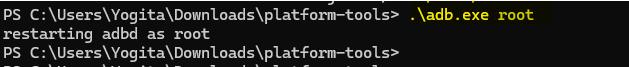 PS C:\Users\Yogita\Downloads\platform-tools> .\adb.exe root
restarting adbd as root
PS C:\Users\Yogita\Downloads\platform-tools>